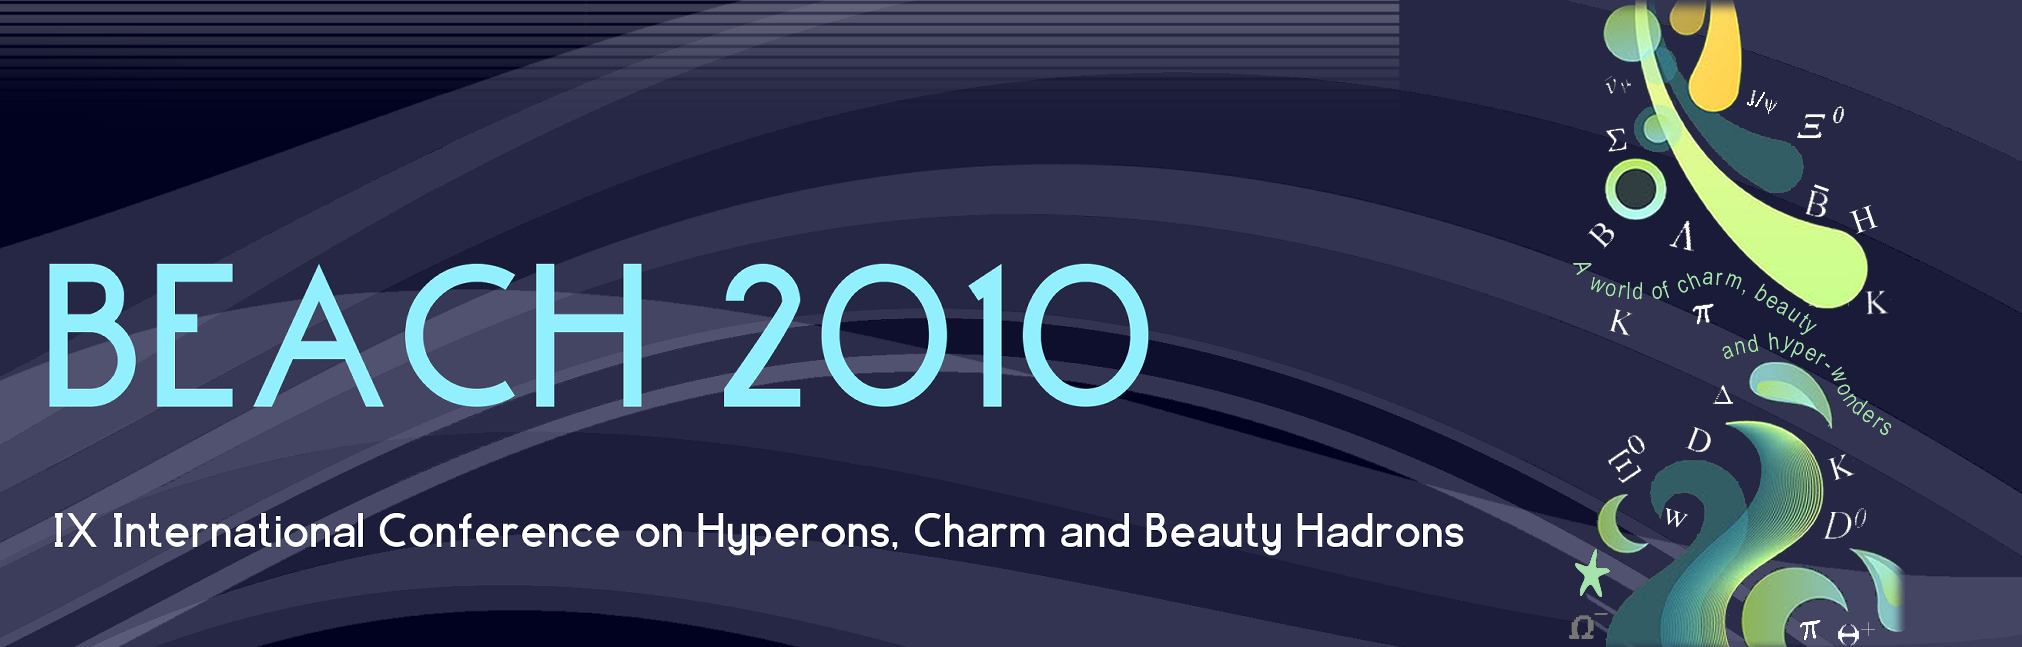 BEACH 2010
IX International Conference on Hyperons, Charm and Beauty Hadrons
J/ψ
Ξ⁰
Σ
B̄
H
B
Λ
A world of charm, beauty
K
π
K
and hyper-wonders
Δ
D
Ξ⁰
K
W
D⁰
Ω⁻
π
Θ⁺